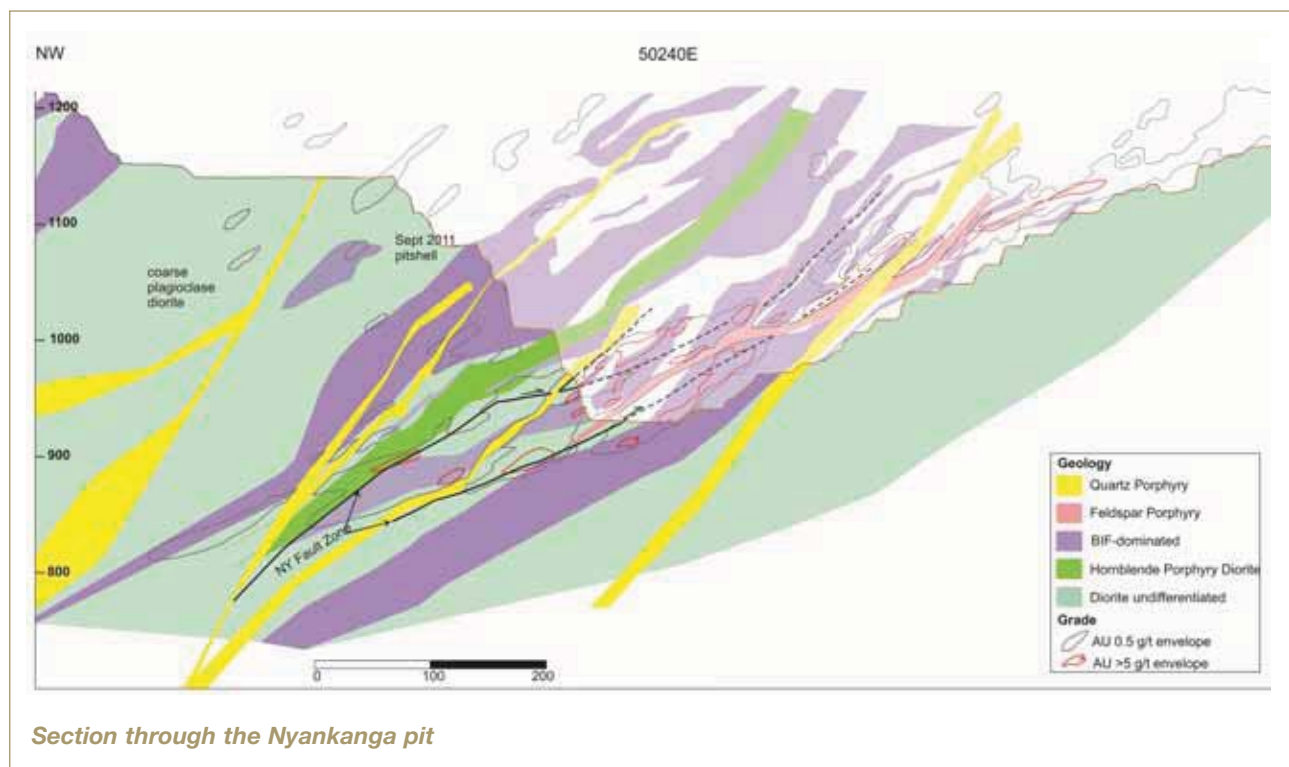 NW
50240E
1200
1100
1000
900
800
coarse
plagioclase
diorite
Sept 2011
pitshell
NY Fault Zone
0
100
200
Geology
Quartz Porphyry
Feldspar Porphyry
BIF-dominated
Hornblende Porphyry Diorite
Diorite undifferentiated
Grade
AU 0.5 g/t envelope
AU >5 g/t envelope
Section through the Nyankanga pit